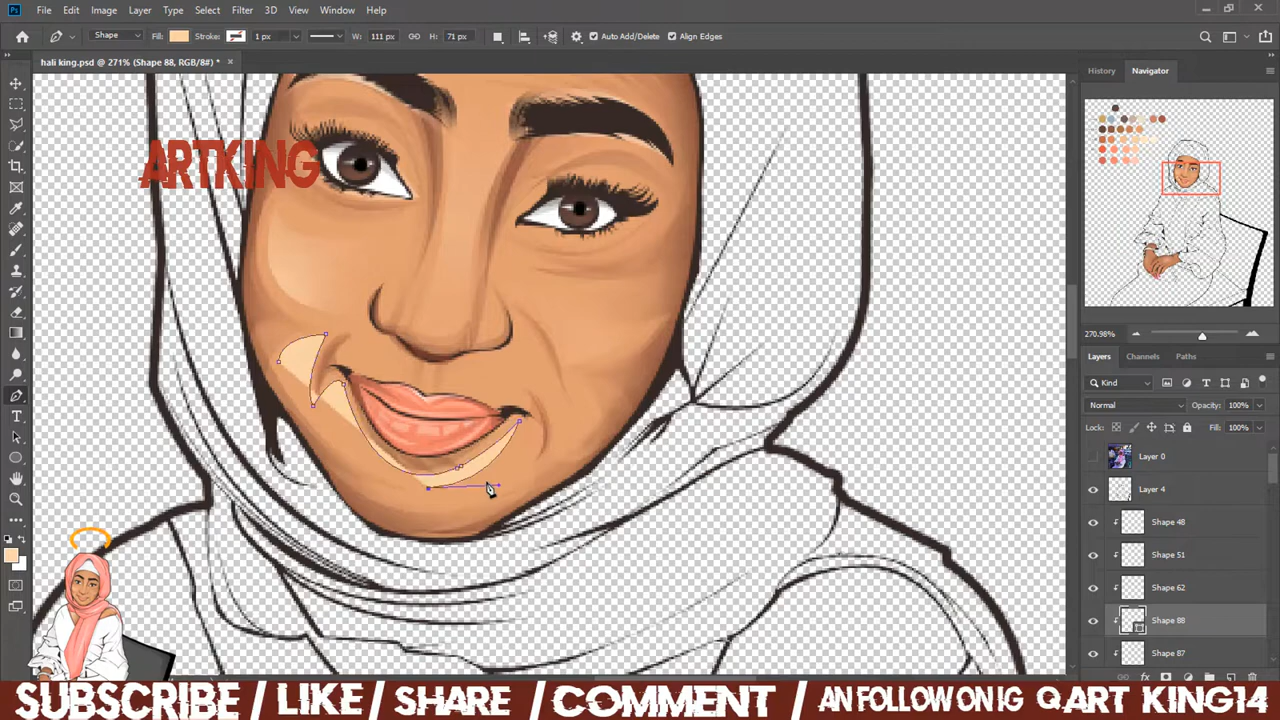 Ps File Edit Image Layer Type Select Filter 3D View Window Help
Shape Fill: Stroke: 1 px W: 111 px H: 71 px Auto Add/Delete Align Edges
hali king.psd @ 271% (Shape 88, RGB/8#) *
History Navigator
ARTKING
270.98%
Layers Channels Paths
Kind
Normal Opacity: 100%
Lock: Fill: 100%
Layer 0
Layer 4
Shape 48
Shape 51
Shape 62
Shape 88
Shape 87
fx
SUBSCRIBE / LIKE / SHARE / COMMENT / AN FOLLOW ON IG QART KING14